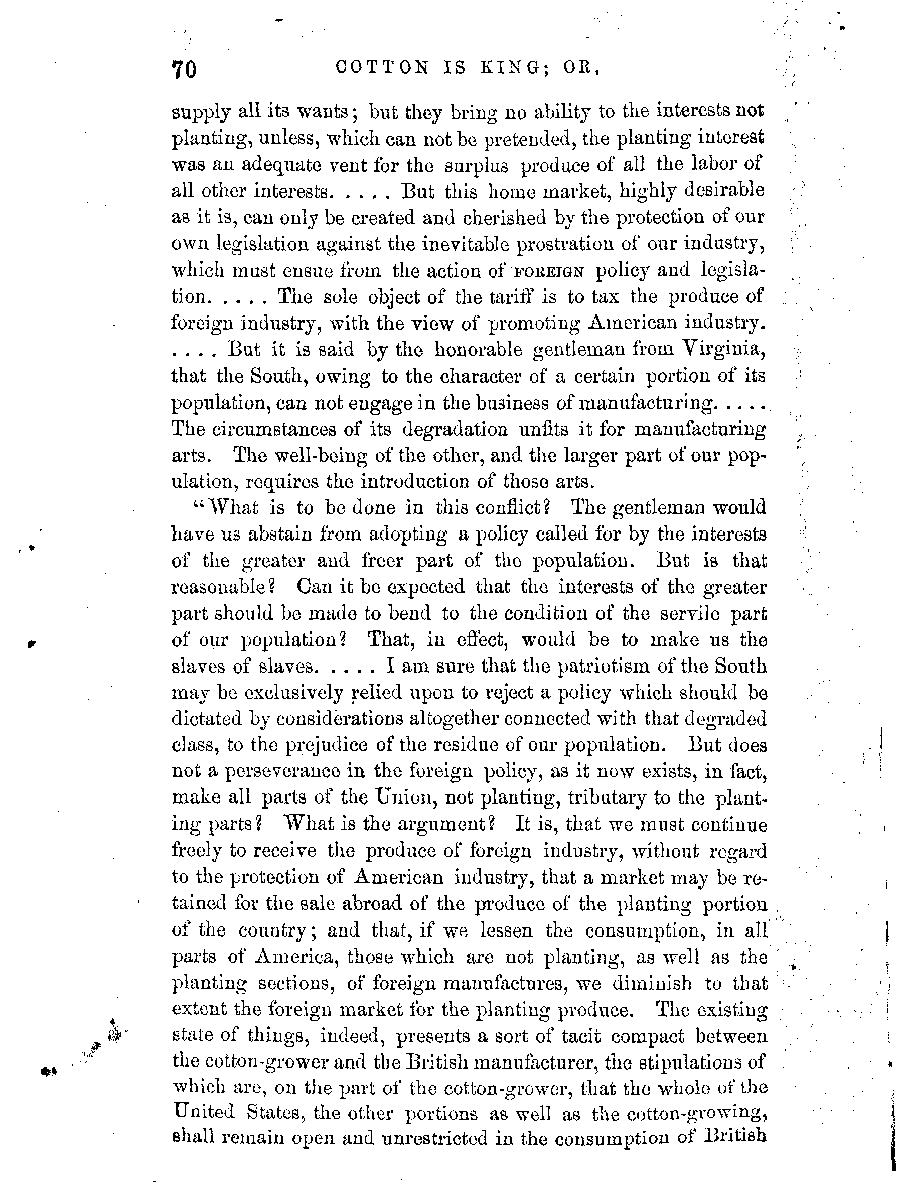 70 COTTON IS KING; OR,
supply all its wants; but they bring no ability to the interests not
planting, unless, which can not be pretended, the planting interest
was an adequate vent for the surplus produce of all the labor of
all other interests. . . . . . But this home market, highly desirable
as it is, can only be created and cherished by the protection of our
own legislation against the inevitable prostration of our industry,
which must ensue from the action of FOREIGN policy and legisla-
tion. . . . . . The sole object of the tariff is to tax the produce of
foreign industry, with the view of promoting American industry.
. . . . But it is said by the honorable gentleman from Virginia,
that the South, owing to the character of a certain portion of its
population, can not engage in the business of manufacturing. . . . . .
The circumstances of its degradation unfits it for manufacturing
arts. The well-being of the other, and the larger part of our pop-
ulation, requires the introduction of those arts.
"What is to be done in this conflict? The gentleman would
have us abstain from adopting a policy called for by the interests
of the greater and freer part of the population. But is that
reasonable? Can it be expected that the interests of the greater
part should be made to bend to the condition of the servile part
of our population? That, in effect, would be to make us the
slaves of slaves. . . . . . I am sure that the patriotism of the South
may be exclusively relied upon to reject a policy which should be
dictated by considerations altogether connected with that degraded
class, to the prejudice of the residue of our population. But does
not a perseverance in the foreign policy, as it now exists, in fact,
make all parts of the Union, not planting, tributary to the plant-
ing parts? What is the argument? It is, that we must continue
freely to receive the produce of foreign industry, without regard
to the protection of American industry, that a market may be re-
tained for the sale abroad of the produce of the planting portion
of the country; and that, if we lessen the consumption, in all
parts of America, those which are not planting, as well as the
planting sections, of foreign manufactures, we diminish to that
extent the foreign market for the planting produce. The existing
state of things, indeed, presents a sort of tacit compact between
the cotton-grower and the British manufacturer, the stipulations of
which are, on the part of the cotton-grower, that the whole of the
United States, the other portions as well as the cotton-growing,
shall remain open and unrestricted in the consumption of British